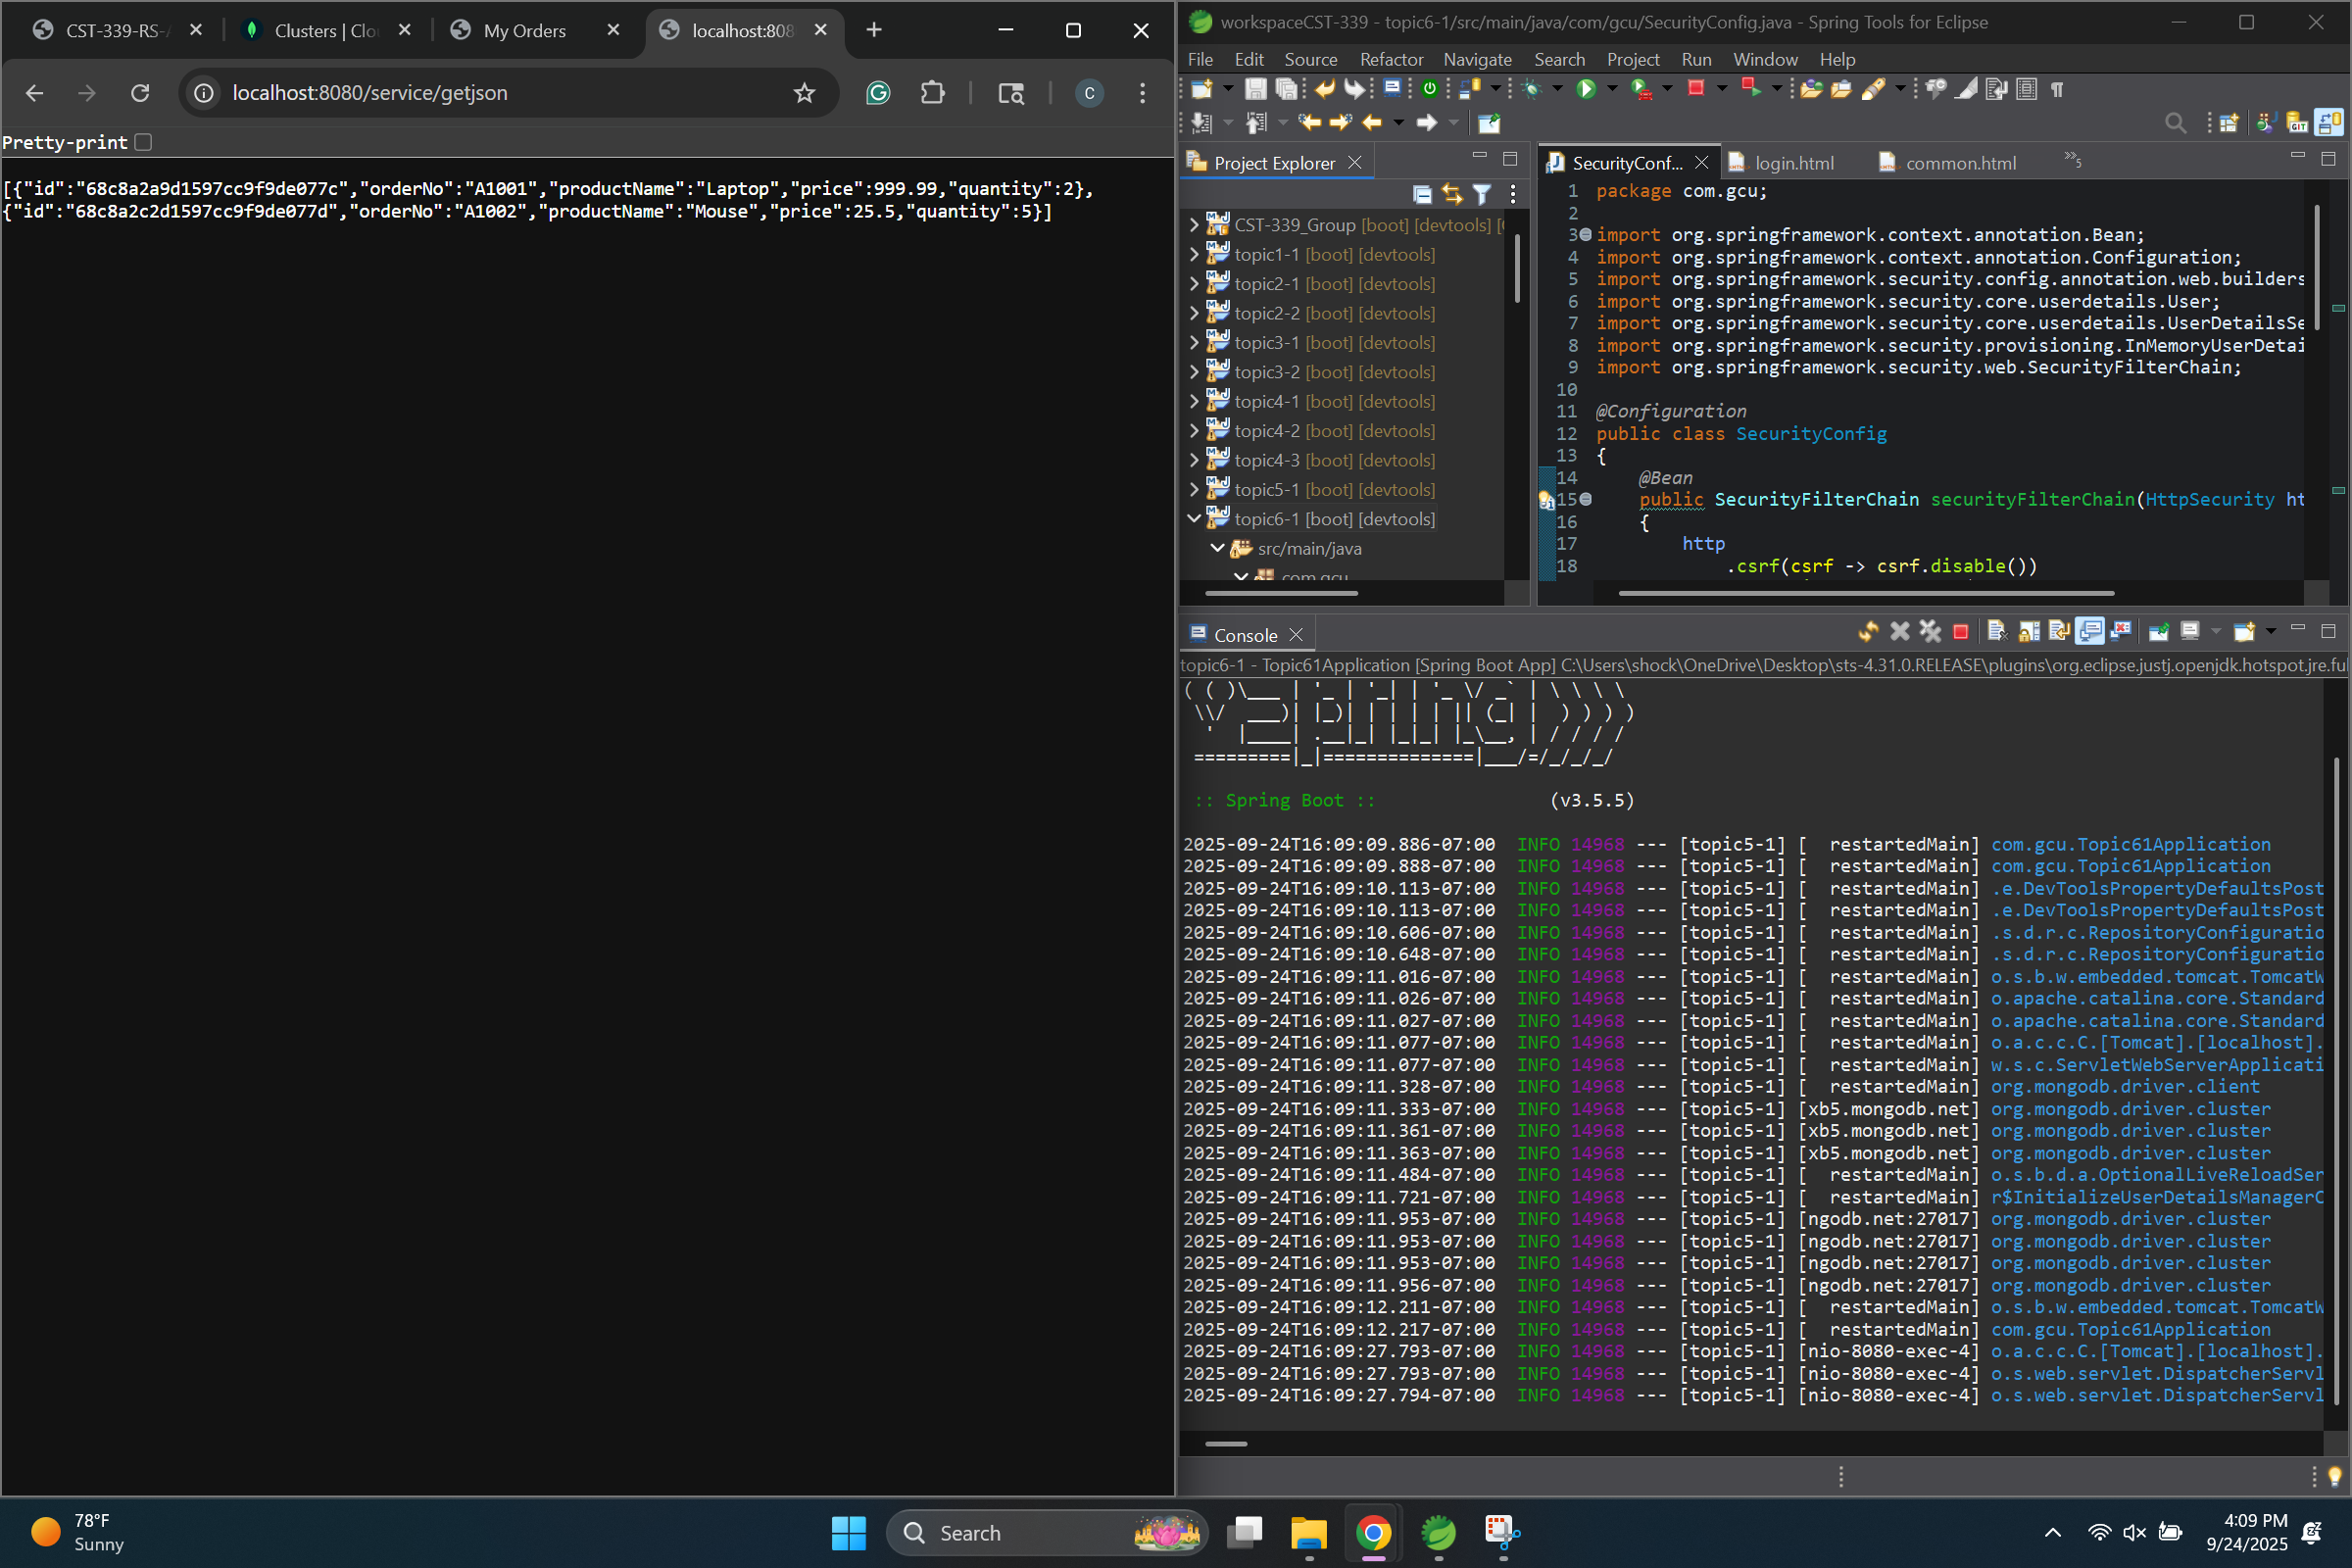 CST-339-RS-
Clusters | Clo
My Orders
localhost:808
localhost:8080/service/getjson
C
Pretty-print
[{"id":"68c8a2a9d1597cc9f9de077c","orderNo":"A1001","productName":"Laptop","price":999.99,"quantity":2},
{"id":"68c8a2c2d1597cc9f9de077d","orderNo":"A1002","productName":"Mouse","price":25.5,"quantity":5}]
workspaceCST-339 - topic6-1/src/main/java/com/gcu/SecurityConfig.java - Spring Tools for Eclipse
File Edit Source Refactor Navigate Search Project Run Window Help
Project Explorer
CST-339_Group [boot] [devtools] [
topic1-1 [boot] [devtools]
topic2-1 [boot] [devtools]
topic2-2 [boot] [devtools]
topic3-1 [boot] [devtools]
topic3-2 [boot] [devtools]
topic4-1 [boot] [devtools]
topic4-2 [boot] [devtools]
topic4-3 [boot] [devtools]
topic5-1 [boot] [devtools]
topic6-1 [boot] [devtools]
src/main/java
com.gcu
SecurityConf... login.html common.html »5
1 package com.gcu;
2
3 import org.springframework.context.annotation.Bean;
4 import org.springframework.context.annotation.Configuration;
5 import org.springframework.security.config.annotation.web.builders
6 import org.springframework.security.core.userdetails.User;
7 import org.springframework.security.core.userdetails.UserDetailsSe
8 import org.springframework.security.provisioning.InMemoryUserDetai
9 import org.springframework.security.web.SecurityFilterChain;
10
11 @Configuration
12 public class SecurityConfig
13 {
14 @Bean
15 public SecurityFilterChain securityFilterChain(HttpSecurity ht
16 {
17 http
18 .csrf(csrf -> csrf.disable())
Console
topic6-1 - Topic61Application [Spring Boot App] C:\Users\shock\OneDrive\Desktop\sts-4.31.0.RELEASE\plugins\org.eclipse.justj.openjdk.hotspot.jre.ful
( ( )\___ | '_ | '_| | '_ \/ _` | \ \ \ \
 \\/  ___)| |_)| | | | | || (_| |  ) ) ) )
  '  |____| .__|_| |_|_| |_\__, | / / / /
 =========|_|==============|___/=/_/_/_/
:: Spring Boot :: (v3.5.5)
2025-09-24T16:09:09.886-07:00 INFO 14968 --- [topic5-1] [ restartedMain] com.gcu.Topic61Application
2025-09-24T16:09:09.888-07:00 INFO 14968 --- [topic5-1] [ restartedMain] com.gcu.Topic61Application
2025-09-24T16:09:10.113-07:00 INFO 14968 --- [topic5-1] [ restartedMain] .e.DevToolsPropertyDefaultsPost
2025-09-24T16:09:10.113-07:00 INFO 14968 --- [topic5-1] [ restartedMain] .e.DevToolsPropertyDefaultsPost
2025-09-24T16:09:10.606-07:00 INFO 14968 --- [topic5-1] [ restartedMain] .s.d.r.c.RepositoryConfiguratio
2025-09-24T16:09:10.648-07:00 INFO 14968 --- [topic5-1] [ restartedMain] .s.d.r.c.RepositoryConfiguratio
2025-09-24T16:09:11.016-07:00 INFO 14968 --- [topic5-1] [ restartedMain] o.s.b.w.embedded.tomcat.TomcatW
2025-09-24T16:09:11.026-07:00 INFO 14968 --- [topic5-1] [ restartedMain] o.apache.catalina.core.Standard
2025-09-24T16:09:11.027-07:00 INFO 14968 --- [topic5-1] [ restartedMain] o.apache.catalina.core.Standard
2025-09-24T16:09:11.077-07:00 INFO 14968 --- [topic5-1] [ restartedMain] o.a.c.c.C.[Tomcat].[localhost].
2025-09-24T16:09:11.077-07:00 INFO 14968 --- [topic5-1] [ restartedMain] w.s.c.ServletWebServerApplicati
2025-09-24T16:09:11.328-07:00 INFO 14968 --- [topic5-1] [ restartedMain] org.mongodb.driver.client
2025-09-24T16:09:11.333-07:00 INFO 14968 --- [topic5-1] [xb5.mongodb.net] org.mongodb.driver.cluster
2025-09-24T16:09:11.361-07:00 INFO 14968 --- [topic5-1] [xb5.mongodb.net] org.mongodb.driver.cluster
2025-09-24T16:09:11.363-07:00 INFO 14968 --- [topic5-1] [xb5.mongodb.net] org.mongodb.driver.cluster
2025-09-24T16:09:11.484-07:00 INFO 14968 --- [topic5-1] [ restartedMain] o.s.b.d.a.OptionalLiveReloadSer
2025-09-24T16:09:11.721-07:00 INFO 14968 --- [topic5-1] [ restartedMain] r$InitializeUserDetailsManagerC
2025-09-24T16:09:11.953-07:00 INFO 14968 --- [topic5-1] [ngodb.net:27017] org.mongodb.driver.cluster
2025-09-24T16:09:11.953-07:00 INFO 14968 --- [topic5-1] [ngodb.net:27017] org.mongodb.driver.cluster
2025-09-24T16:09:11.953-07:00 INFO 14968 --- [topic5-1] [ngodb.net:27017] org.mongodb.driver.cluster
2025-09-24T16:09:11.956-07:00 INFO 14968 --- [topic5-1] [ngodb.net:27017] org.mongodb.driver.cluster
2025-09-24T16:09:12.211-07:00 INFO 14968 --- [topic5-1] [ restartedMain] o.s.b.w.embedded.tomcat.TomcatW
2025-09-24T16:09:12.217-07:00 INFO 14968 --- [topic5-1] [ restartedMain] com.gcu.Topic61Application
2025-09-24T16:09:27.793-07:00 INFO 14968 --- [topic5-1] [nio-8080-exec-4] o.a.c.c.C.[Tomcat].[localhost].
2025-09-24T16:09:27.793-07:00 INFO 14968 --- [topic5-1] [nio-8080-exec-4] o.s.web.servlet.DispatcherServl
2025-09-24T16:09:27.794-07:00 INFO 14968 --- [topic5-1] [nio-8080-exec-4] o.s.web.servlet.DispatcherServl
78°F
Sunny
Search
4:09 PM
9/24/2025